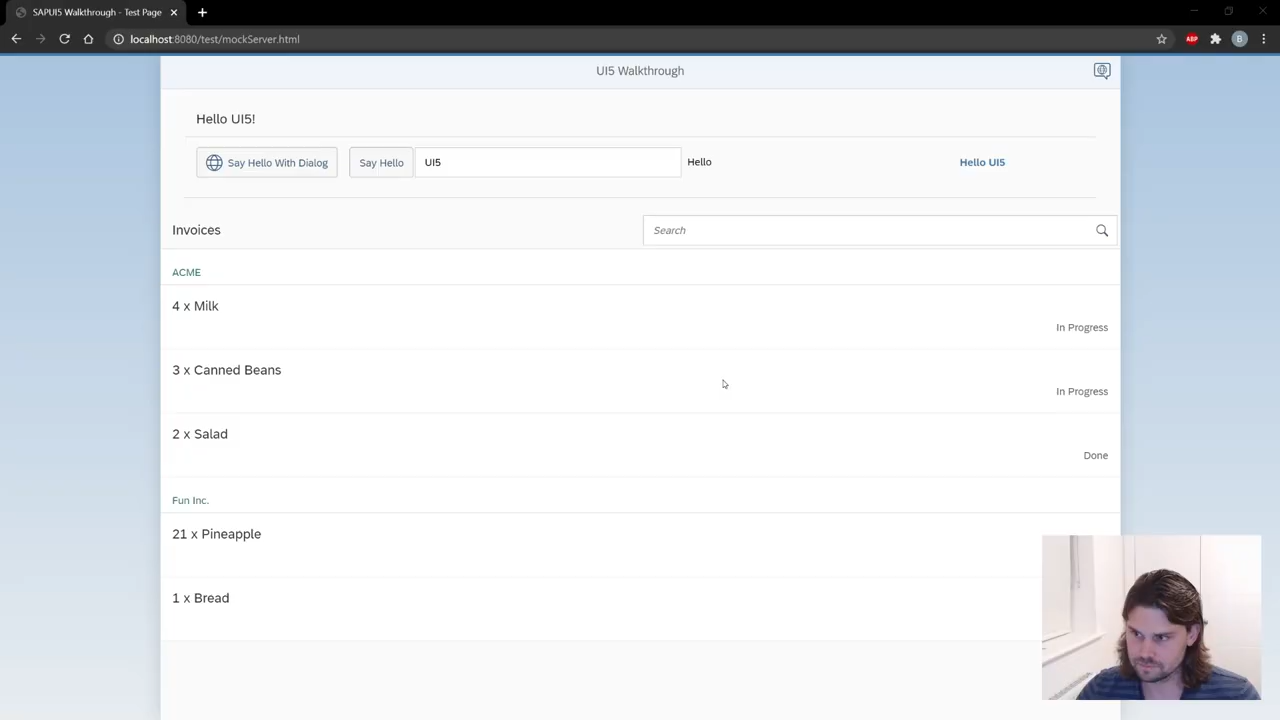 SAPUI5 Walkthrough - Test Page
localhost:8080/test/mockServer.html
ABP
B
UI5 Walkthrough
Hello UI5!
Say Hello With Dialog
Say Hello
UI5
Hello
Hello UI5
Invoices
Search
ACME
4 x Milk
In Progress
3 x Canned Beans
In Progress
2 x Salad
Done
Fun Inc.
21 x Pineapple
1 x Bread